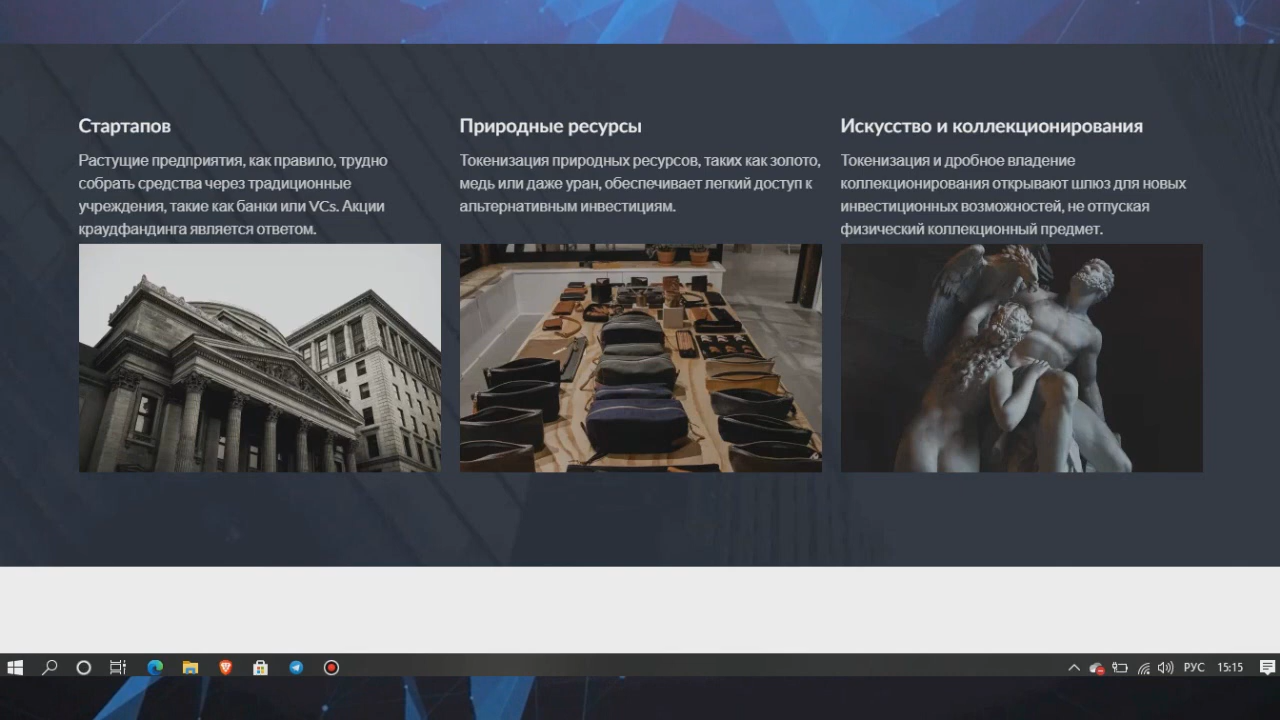 Стартапов
Растущие предприятия, как правило, трудно
собрать средства через традиционные
учреждения, такие как банки или VCs. Акции
краудфандинга является ответом.
Природные ресурсы
Токенизация природных ресурсов, таких как золото,
медь или даже уран, обеспечивает легкий доступ к
альтернативным инвестициям.
Искусство и коллекционирования
Токенизация и дробное владение
коллекционирования открывают шлюз для новых
инвестиционных возможностей, не отпуская
физический коллекционный предмет.
РУС 15:15